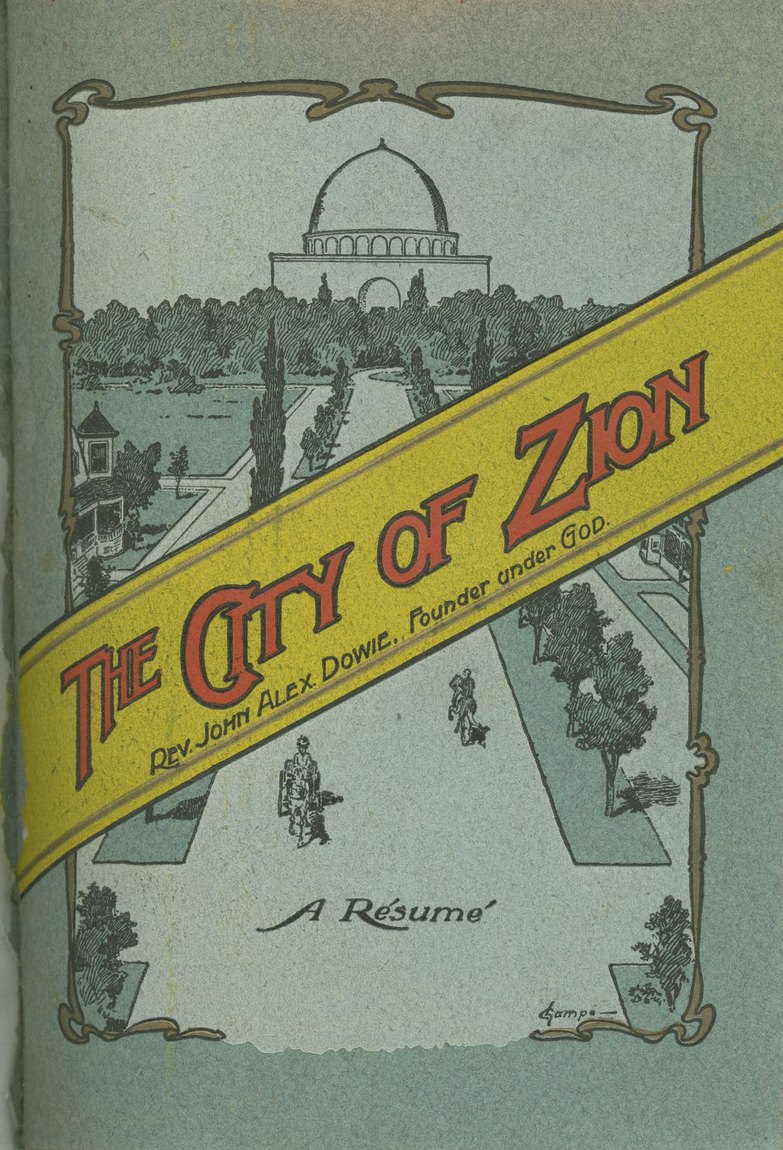 THE CITY OF ZION
REV. JOHN ALEX. DOWIE., Founder under GOD.
A Résumé